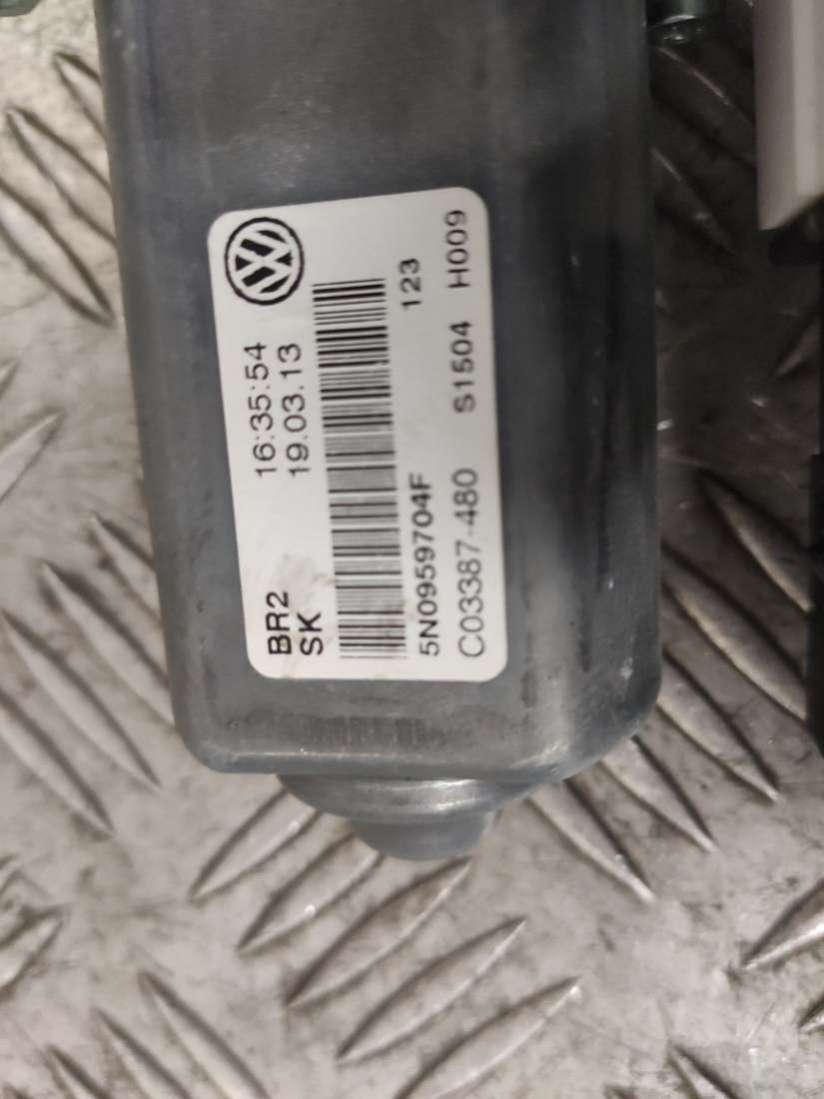 16:35:54
19.03.13
BR2
SK
123
5N0959704F
C03387-480 S1504 H009